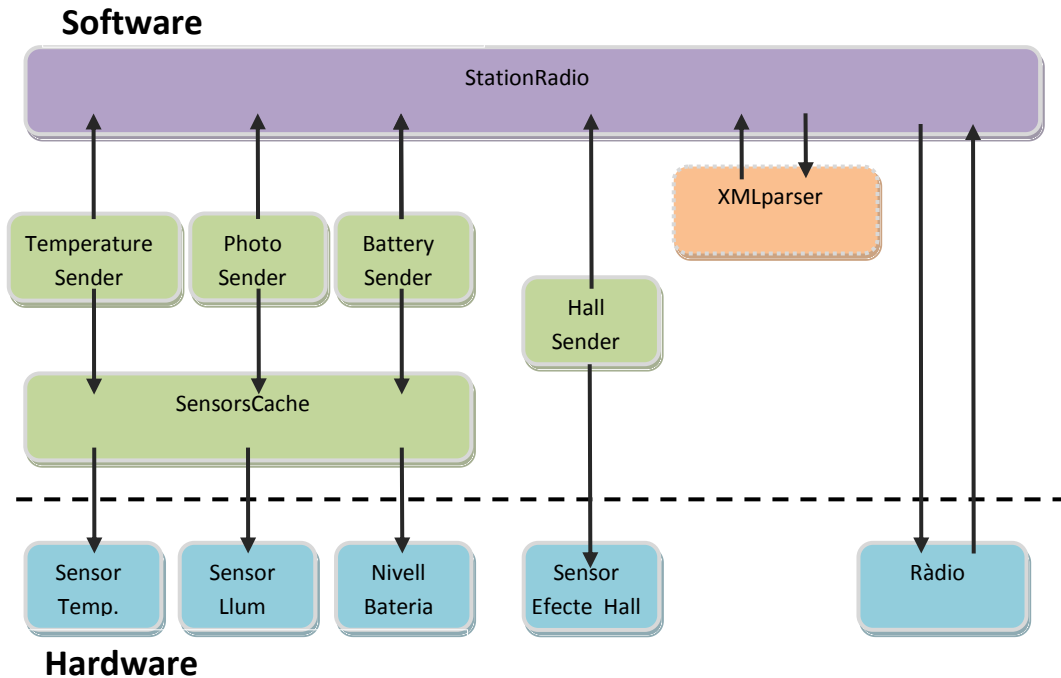 Software
StationRadio
XMLparser
Temperature
Sender
Photo
Sender
Battery
Sender
Hall
Sender
SensorsCache
Sensor
Temp.
Sensor
Llum
Nivell
Bateria
Sensor
Efecte Hall
Ràdio
Hardware